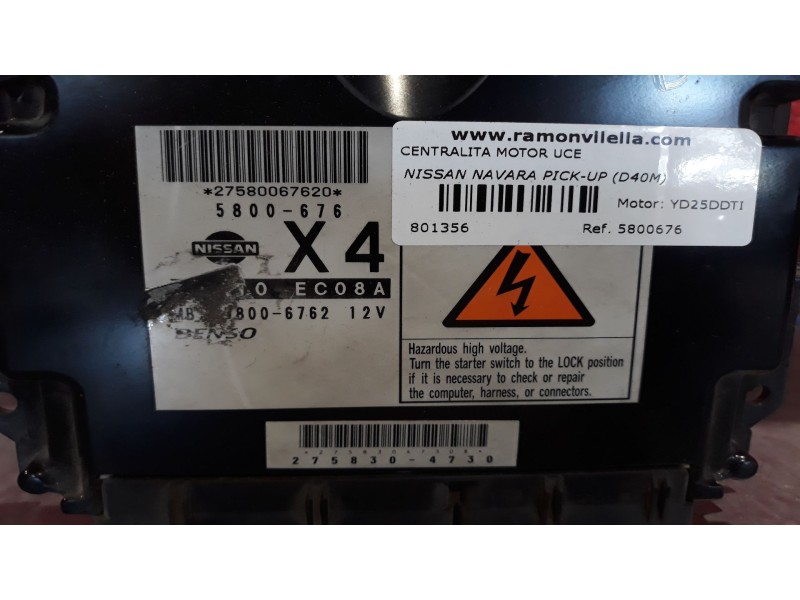 www.ramonvilella.com
CENTRALITA MOTOR UCE
NISSAN NAVARA PICK-UP (D40M)
Motor: YD25DDTI
801356 Ref. 5800676
*27580067620*
5800-676
NISSAN X4
0 EC08A
800-6762 12V
DENSO
Hazardous high voltage.
Turn the starter switch to the LOCK position
if it is necessary to check or repair
the computer, harness, or connectors.
275830-4730